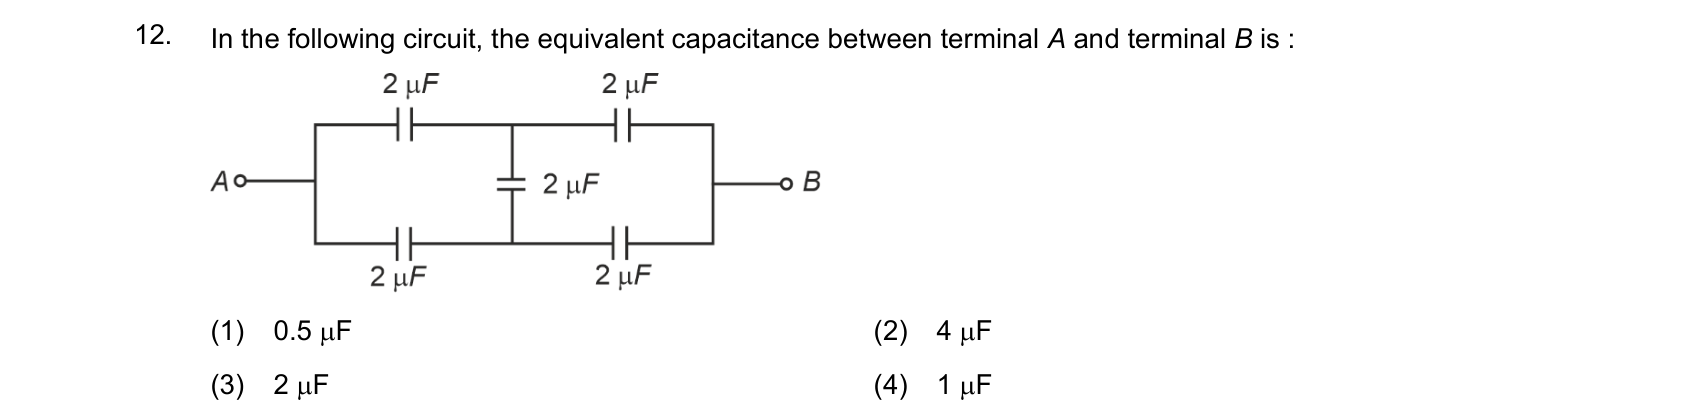 12. In the following circuit, the equivalent capacitance between terminal A and terminal B is :
2 μF 2 μF
A 2 μF B
2 μF 2 μF
(1) 0.5 μF (2) 4 μF
(3) 2 μF (4) 1 μF